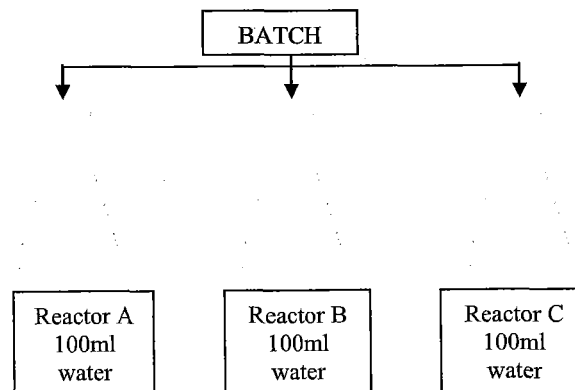 BATCH
Reactor A
100ml
water
Reactor B
100ml
water
Reactor C
100ml
water